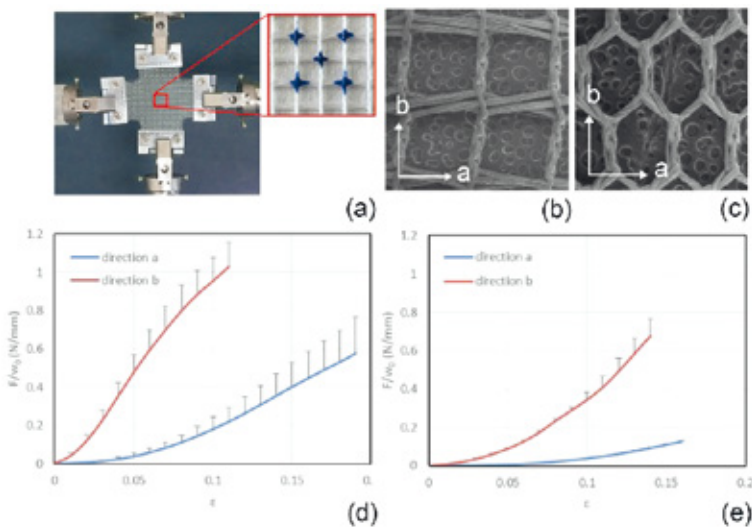 (a)
b
a
(b)
b
a
(c)
1.2
1
0.8
0.6
0.4
0.2
0
F/w₀ (N/mm)
direction a
direction b
0
0.05
0.1
0.15
0.
ε
(d)
1.2
1
0.8
0.6
0.4
0.2
0
F/w₀ (N/mm)
direction a
direction b
0
0.05
0.1
0.15
0.2
ε
(e)